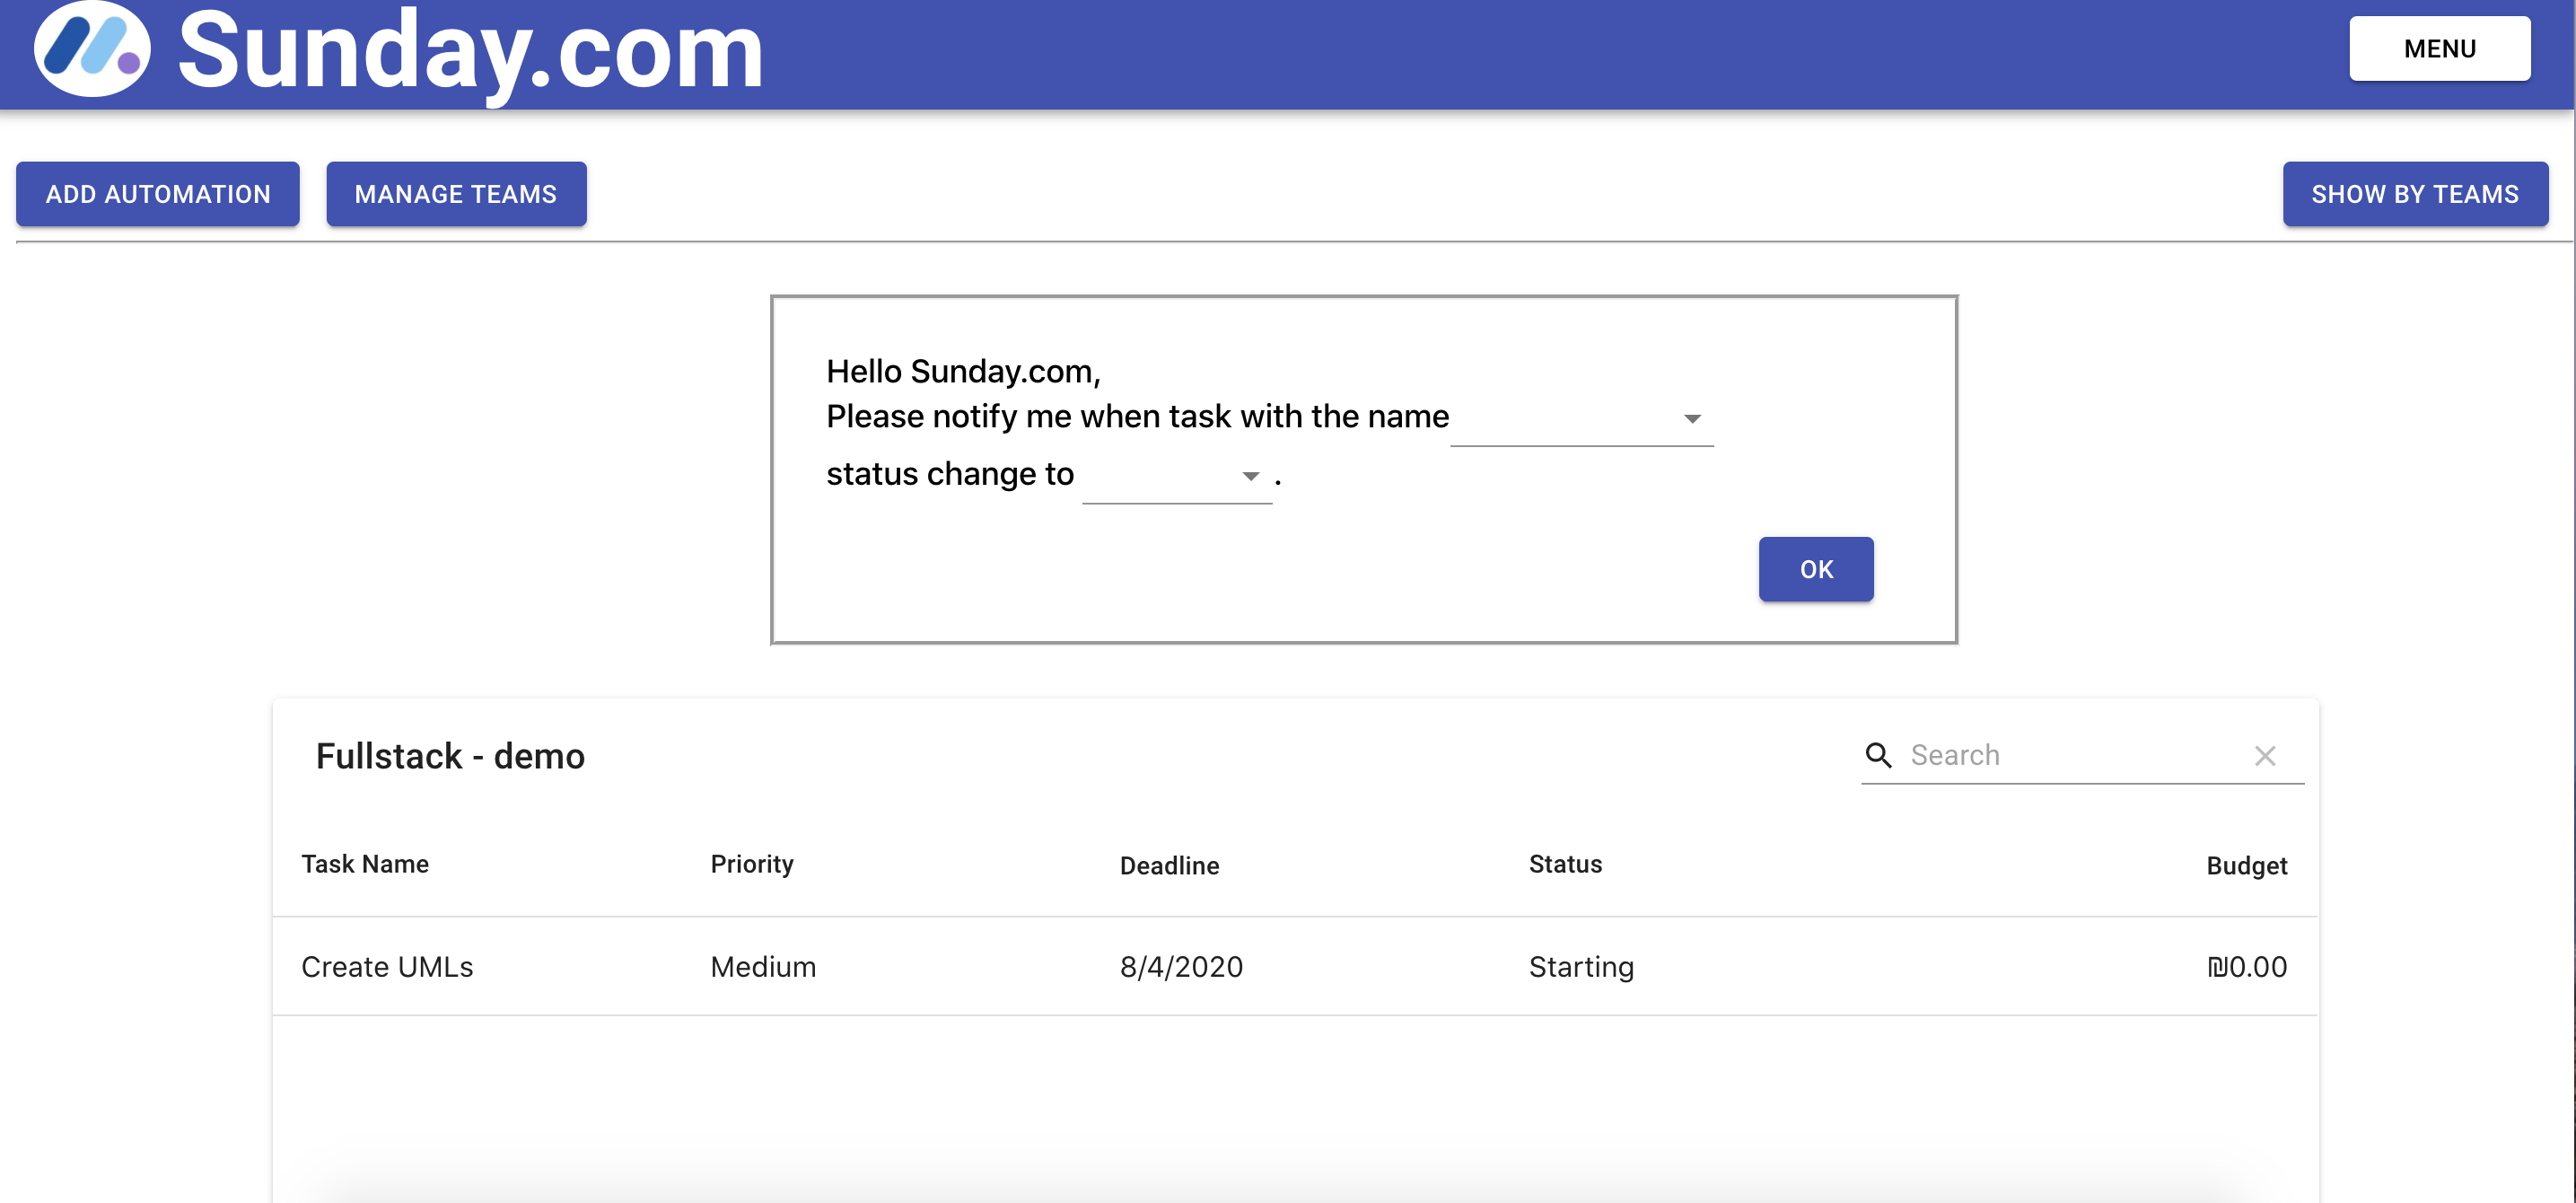 Sunday.com
MENU
ADD AUTOMATION MANAGE TEAMS SHOW BY TEAMS
Hello Sunday.com,
Please notify me when task with the name
status change to .
OK
Fullstack - demo Search
Task Name Priority Deadline Status Budget
Create UMLs Medium 8/4/2020 Starting ₪0.00